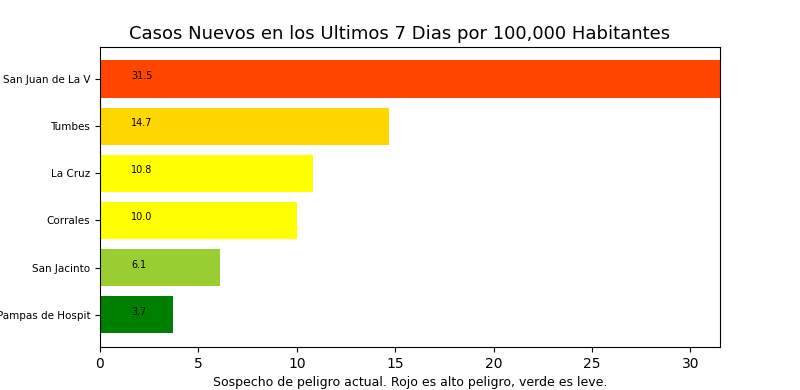 Casos Nuevos en los Ultimos 7 Dias por 100,000 Habitantes
San Juan de La V 31.5
Tumbes 14.7
La Cruz 10.8
Corrales 10.0
San Jacinto 6.1
Pampas de Hospit 3.7
0 5 10 15 20 25 30
Sospecho de peligro actual. Rojo es alto peligro, verde es leve.